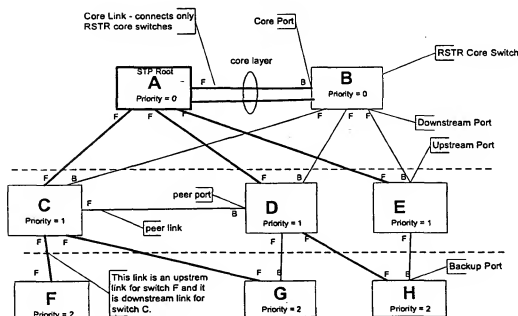 Core Link - connects only
RSTR core switches
Core Port
core layer
RSTR Core Switch
STP Root
A
Priority = 0
F
B
B
Priority = 0
F
F
F
F
F
F
Downstream Port
Upstream Port
F
B
F
B
F
B
C
Priority = 1
F
peer port
peer link
B
D
Priority = 1
E
Priority = 1
F
F
F
F
F
Backup Port
F
F
B
F
B
F
Priority = 2
This link is an upstrem
link for switch F and it
is downstream link for
switch C.
G
Priority = 2
H
Priority = 2